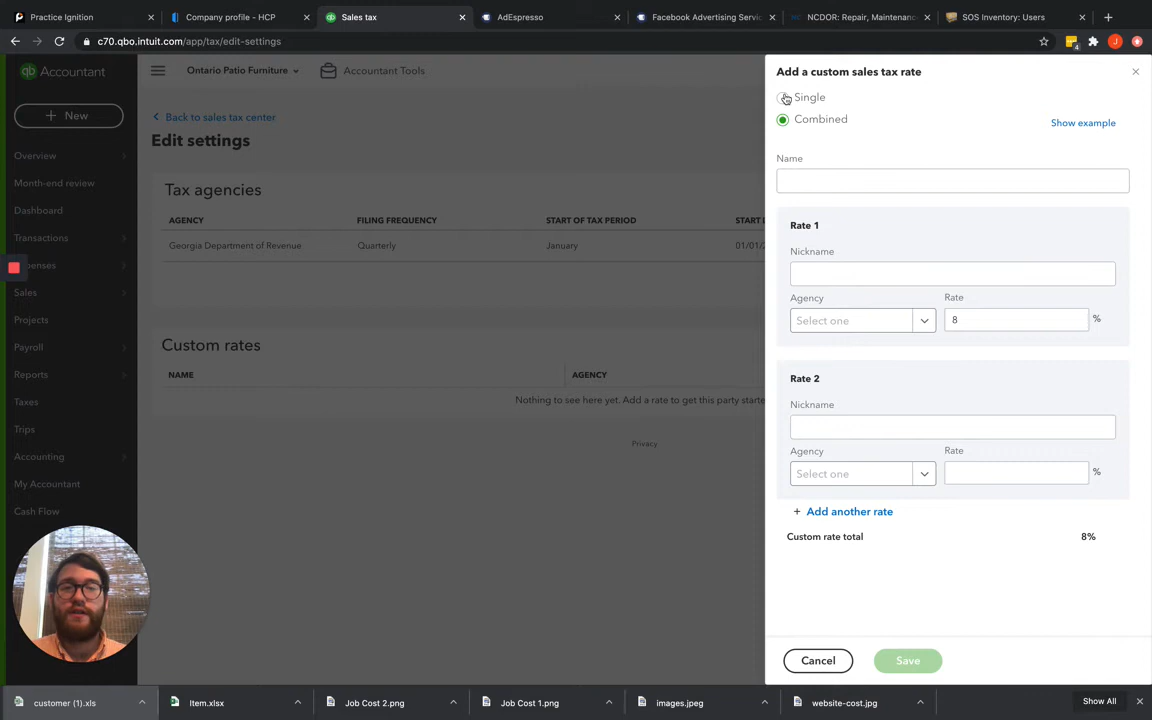 Practice Ignition
Company profile - HCP
Sales tax
AdEspresso
Facebook Advertising Servic
NCDOR: Repair, Maintenanc
SOS Inventory: Users
c70.qbo.intuit.com/app/tax/edit-settings
4
J
qb Accountant
Ontario Patio Furniture
Accountant Tools
New
Overview
Month-end review
Dashboard
Transactions
enses
Sales
Projects
Payroll
Reports
Taxes
Trips
Accounting
My Accountant
Cash Flow
Back to sales tax center
Edit settings
Tax agencies
AGENCY FILING FREQUENCY START OF TAX PERIOD START D
Georgia Department of Revenue Quarterly January 01/01/2
Custom rates
NAME AGENCY
Nothing to see here yet. Add a rate to get this party starte
Privacy
Add a custom sales tax rate
Single
Combined
Show example
Name
Rate 1
Nickname
Agency Rate
Select one 8 %
Rate 2
Nickname
Agency Rate
Select one %
+ Add another rate
Custom rate total 8%
Cancel Save
customer (1).xls
Item.xlsx
Job Cost 2.png
Job Cost 1.png
images.jpeg
website-cost.jpg
Show All